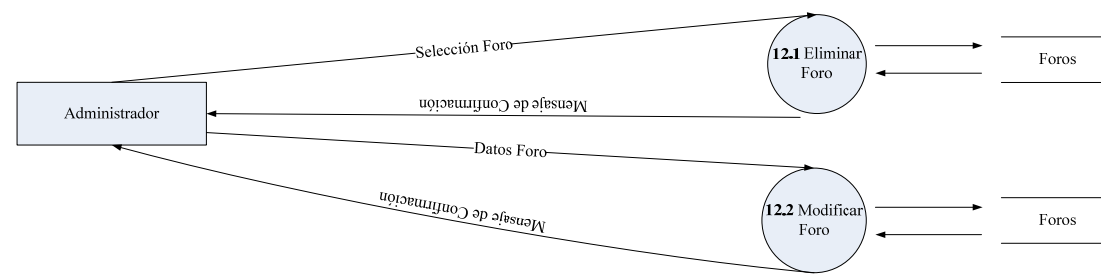 Selección Foro
12.1 Eliminar
Foro
Foros
Administrador
Mensaje de Confirmación
Datos Foro
Mensaje de Confirmación
12.2 Modificar
Foro
Foros